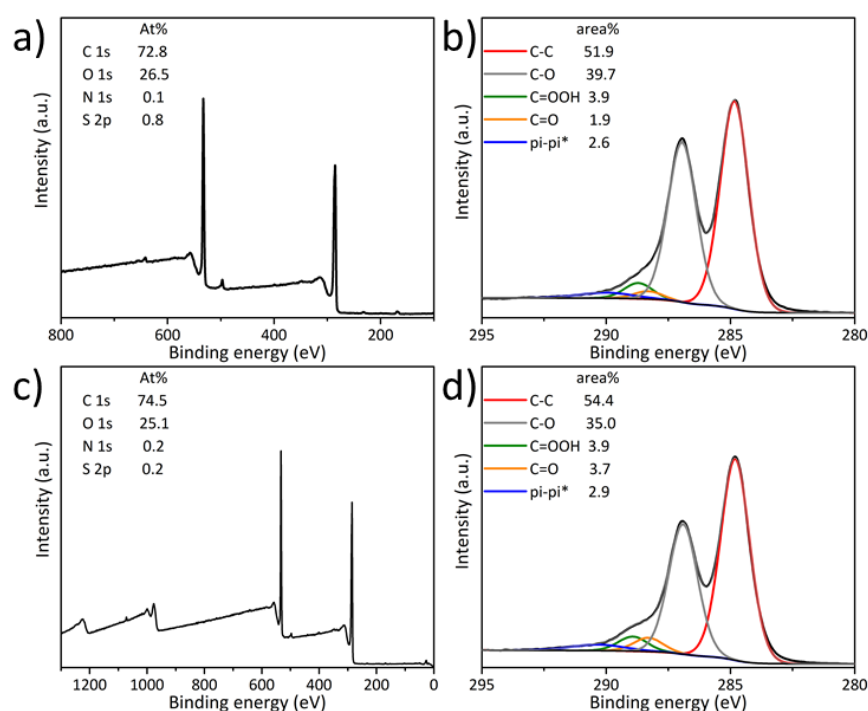 a)
At%
C 1s 72.8
O 1s 26.5
N 1s 0.1
S 2p 0.8
Intensity (a.u.)
800 600 400 200
Binding energy (eV)
b)
area%
C-C 51.9
C-O 39.7
C=OOH 3.9
C=O 1.9
pi-pi* 2.6
Intensity (a.u.)
295 290 285 280
Binding energy (eV)
c)
At%
C 1s 74.5
O 1s 25.1
N 1s 0.2
S 2p 0.2
Intensity (a.u.)
1200 1000 800 600 400 200 0
Binding energy (eV)
d)
area%
C-C 54.4
C-O 35.0
C=OOH 3.9
C=O 3.7
pi-pi* 2.9
Intensity (a.u.)
295 290 285 280
Binding energy (eV)